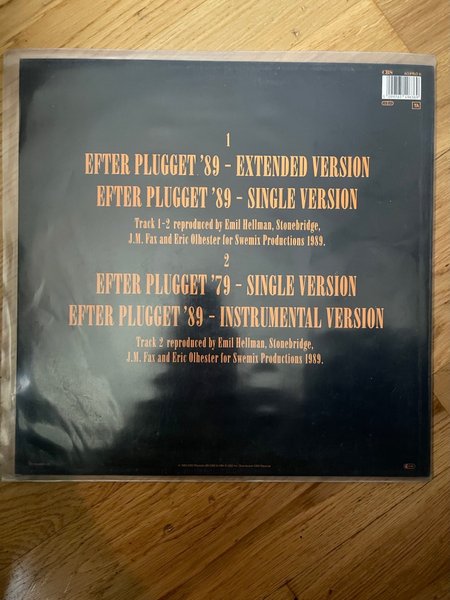 CBS
1
EFTER PLUGGET '89 - EXTENDED VERSION
EFTER PLUGGET '89 - SINGLE VERSION
Track 1-2 reproduced by Emil Hellman, Stonebridge,
J.M. Fax and Eric Olhester for Swemix Productions 1989.
2
EFTER PLUGGET '79 - SINGLE VERSION
EFTER PLUGGET '89 - INSTRUMENTAL VERSION
Track 2 reproduced by Emil Hellman, Stonebridge,
J.M. Fax and Eric Olhester for Swemix Productions 1989.